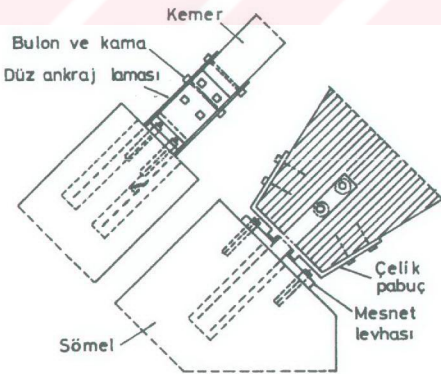 Kemer
Bulon ve kama
Düz ankraj laması
Çelik
pabuç
Mesnet
levhası
Sömel